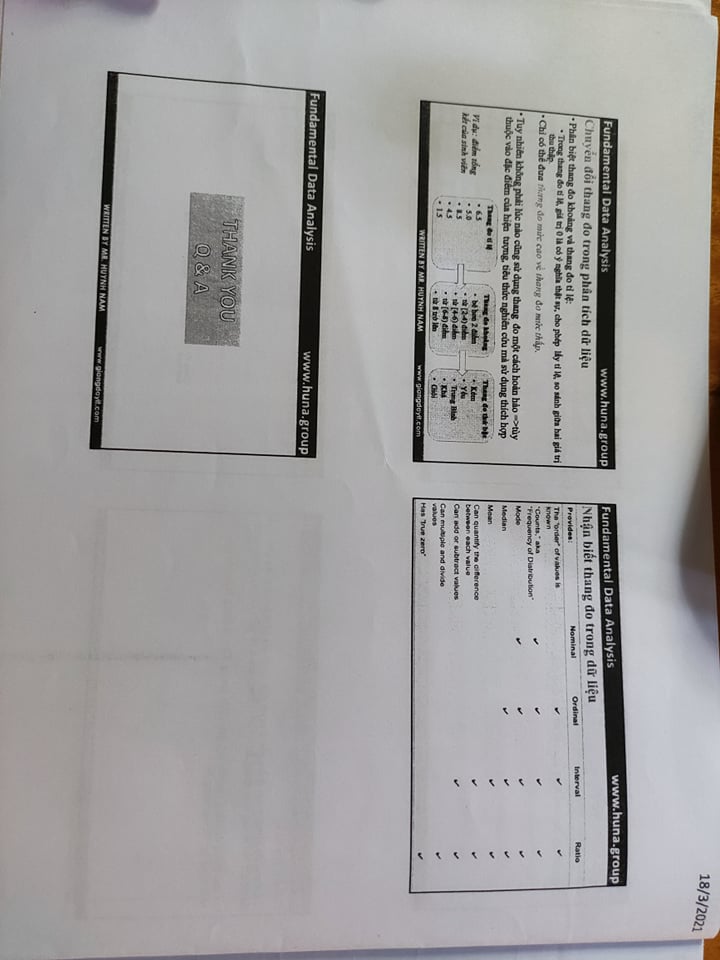 18/3/2021
Fundamental Data Analysis www.huna.group
Chuyển đổi thang đo trong phân tích dữ liệu
• Phân biệt thang đo khoảng và thang đo tỉ lệ:
• Trong thang đo tỉ lệ, giá trị 0 là có ý nghĩa thật sự, cho phép lấy tỉ lệ, so sánh giữa hai giá trị
thu thập.
• Chỉ có thể đưa thang đo mức cao về thang đo mức thấp.
• Tuy nhiên không phải lúc nào cũng sử dụng thang đo một cách hoàn hảo =>tùy
thuộc vào đặc điểm của hiện tượng, tiêu thức nghiên cứu mà sử dụng thích hợp
Ví dụ: điểm tổng
kết của sinh viên
Thang đo tỉ lệ
• 6.5
• 5.0
• 8.5
• 4.5
• 1.5
Thang đo khoảng
• bé hơn 2 điểm
• từ [2-4) điểm
• từ [4-6) điểm
• từ [6-8) điểm
• từ 8 trở lên
Thang đo thứ bậc
• Kém
• Yếu
• Trung Bình
• Khá
• Giỏi
WRITTEN BY MR. HUYNH NAM www.giangdayit.com
Fundamental Data Analysis www.huna.group
Nhận biết thang đo trong dữ liệu
Provides: Nominal Ordinal Interval Ratio
The "order" of values is
known ✔ ✔ ✔
"Counts," aka
"Frequency of Distribution" ✔ ✔ ✔ ✔
Mode ✔ ✔ ✔ ✔
Median ✔ ✔ ✔
Mean ✔ ✔
Can quantify the difference
between each value ✔ ✔
Can add or subtract values ✔ ✔
Can multiple and divide
values ✔
Has "true zero" ✔
Fundamental Data Analysis www.huna.group
THANK YOU
Q & A
WRITTEN BY MR. HUYNH NAM www.giangdayit.com